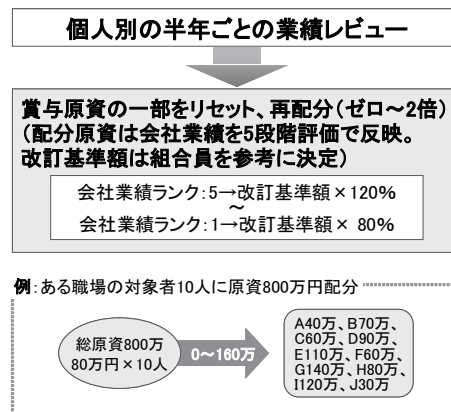 個人別の半年ごとの業績レビュー
賞与原資の一部をリセット、再配分(ゼロ～2倍)
(配分原資は会社業績を5段階評価で反映。
改訂基準額は組合員を参考に決定)
会社業績ランク:5→改訂基準額×120%
～
会社業績ランク:1→改訂基準額× 80%
例:ある職場の対象者10人に原資800万円配分
総原資800万
80万円×10人
0～160万
A40万、B70万、
C60万、D90万、
E110万、F60万、
G140万、H80万、
I120万、J30万